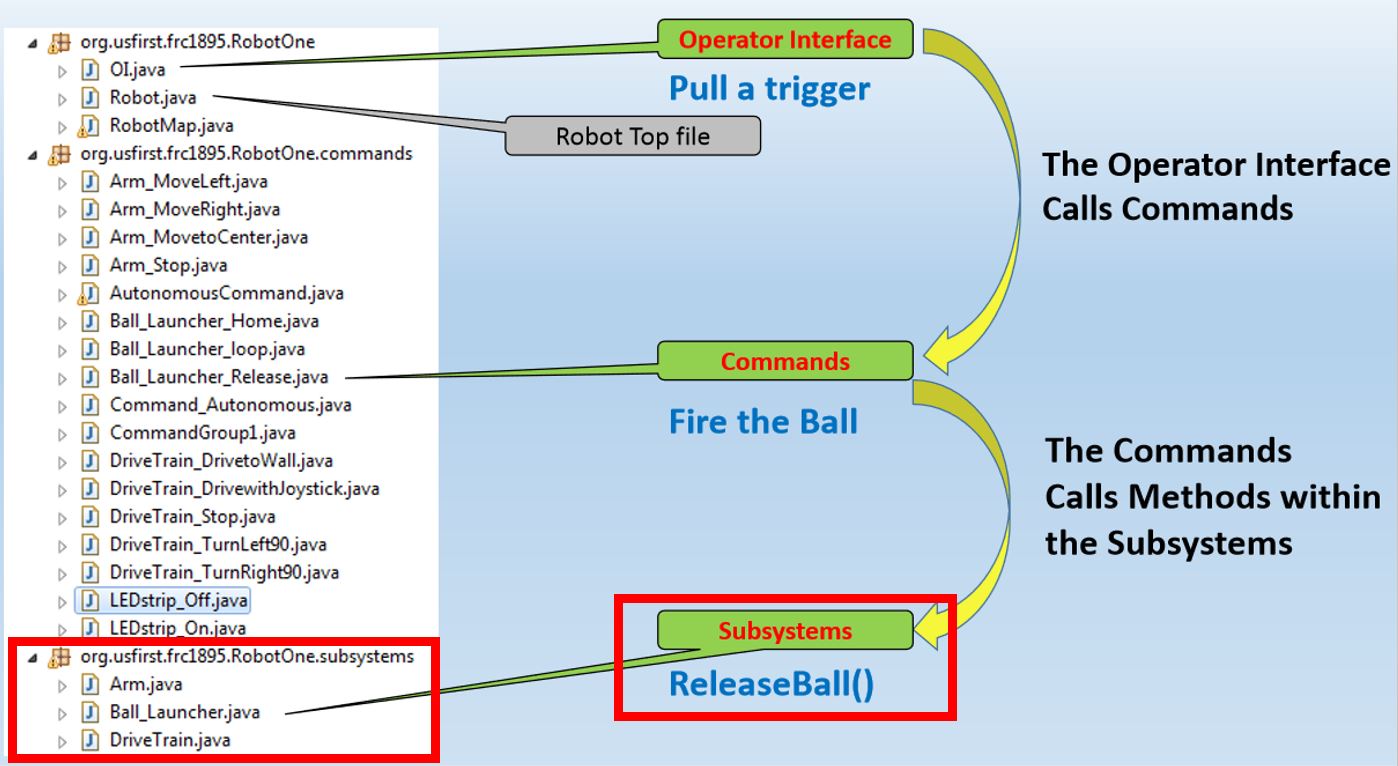 org.usfirst.frc1895.RobotOne
OI.java
Robot.java
RobotMap.java
org.usfirst.frc1895.RobotOne.commands
Arm_MoveLeft.java
Arm_MoveRight.java
Arm_MovetoCenter.java
Arm_Stop.java
AutonomousCommand.java
Ball_Launcher_Home.java
Ball_Launcher_loop.java
Ball_Launcher_Release.java
Command_Autonomous.java
CommandGroup1.java
DriveTrain_DrivetoWall.java
DriveTrain_DrivewithJoystick.java
DriveTrain_Stop.java
DriveTrain_TurnLeft90.java
DriveTrain_TurnRight90.java
LEDstrip_Off.java
LEDstrip_On.java
org.usfirst.frc1895.RobotOne.subsystems
Arm.java
Ball_Launcher.java
DriveTrain.java
Operator Interface
Pull a trigger
Robot Top file
The Operator Interface
Calls Commands
Commands
Fire the Ball
The Commands
Calls Methods within
the Subsystems
Subsystems
ReleaseBall()